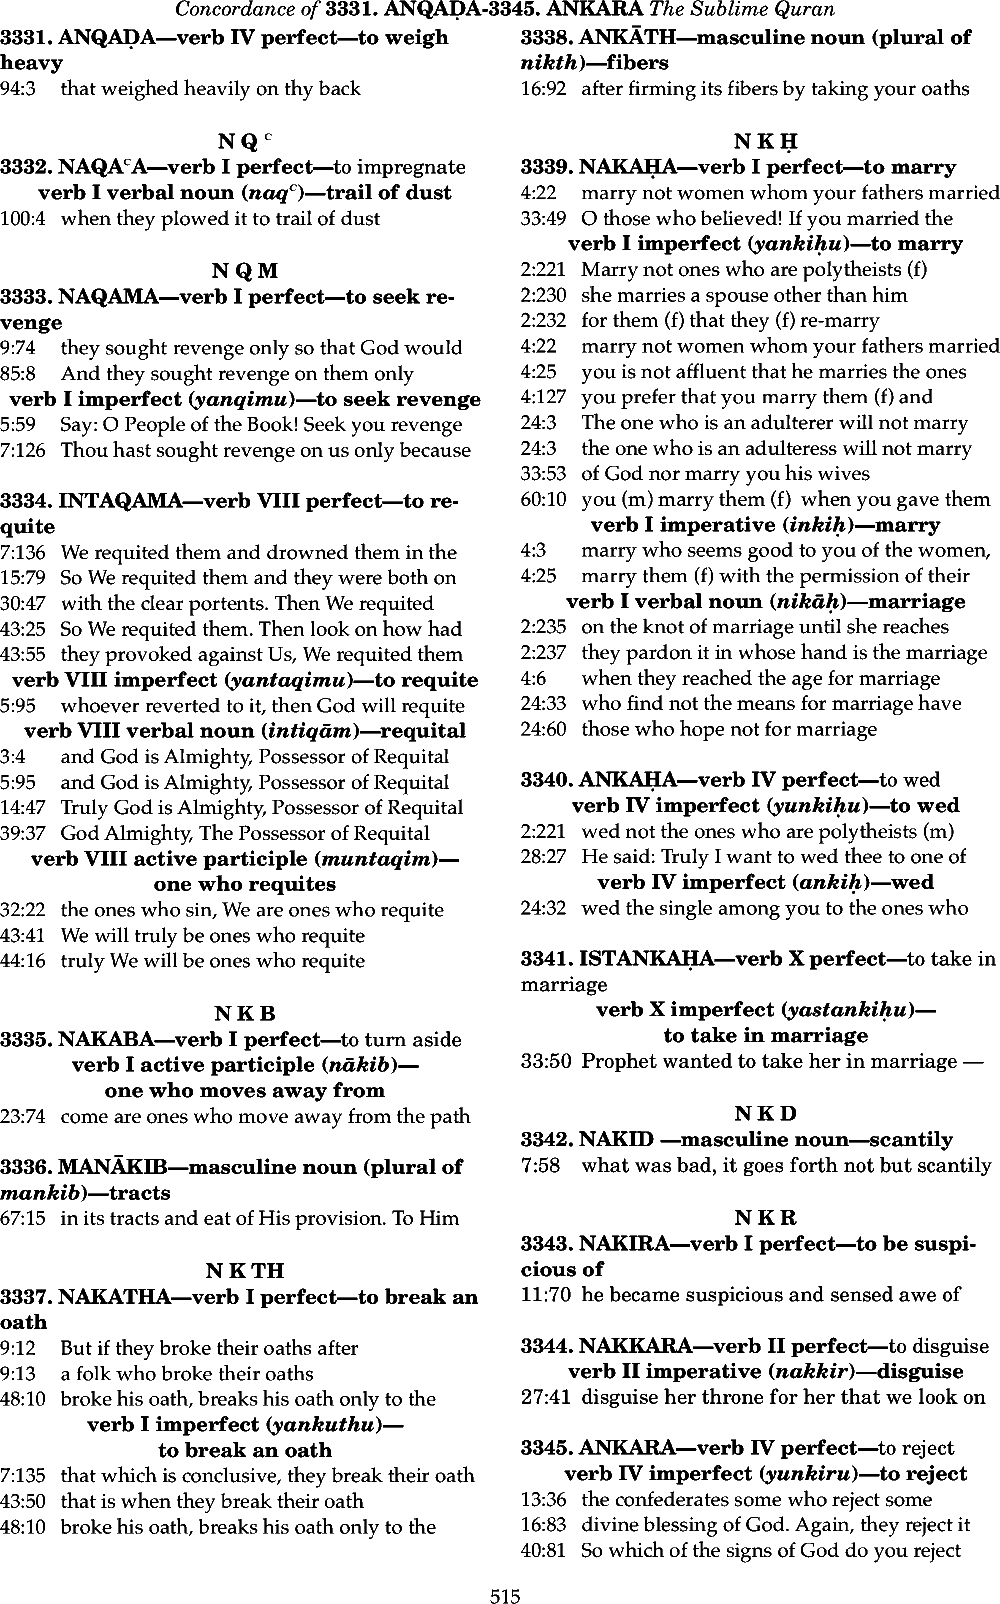 Concordance of 3331. ANQAḌA-3345. ANKARA The Sublime Quran
3331. ANQAḌA—verb IV perfect—to weigh
heavy
94:3 that weighed heavily on thy back
N Q ᶜ
3332. NAQAᶜA—verb I perfect—to impregnate
verb I verbal noun (naqᶜ)—trail of dust
100:4 when they plowed it to trail of dust
N Q M
3333. NAQAMA—verb I perfect—to seek re-
venge
9:74 they sought revenge only so that God would
85:8 And they sought revenge on them only
verb I imperfect (yanqimu)—to seek revenge
5:59 Say: O People of the Book! Seek you revenge
7:126 Thou hast sought revenge on us only because
3334. INTAQAMA—verb VIII perfect—to re-
quite
7:136 We requited them and drowned them in the
15:79 So We requited them and they were both on
30:47 with the clear portents. Then We requited
43:25 So We requited them. Then look on how had
43:55 they provoked against Us, We requited them
verb VIII imperfect (yantaqimu)—to requite
5:95 whoever reverted to it, then God will requite
verb VIII verbal noun (intiqām)—requital
3:4 and God is Almighty, Possessor of Requital
5:95 and God is Almighty, Possessor of Requital
14:47 Truly God is Almighty, Possessor of Requital
39:37 God Almighty, The Possessor of Requital
verb VIII active participle (muntaqim)—
one who requites
32:22 the ones who sin, We are ones who requite
43:41 We will truly be ones who requite
44:16 truly We will be ones who requite
N K B
3335. NAKABA—verb I perfect—to turn aside
verb I active participle (nākib)—
one who moves away from
23:74 come are ones who move away from the path
3336. MANĀKIB—masculine noun (plural of
mankib)—tracts
67:15 in its tracts and eat of His provision. To Him
N K TH
3337. NAKATHA—verb I perfect—to break an
oath
9:12 But if they broke their oaths after
9:13 a folk who broke their oaths
48:10 broke his oath, breaks his oath only to the
verb I imperfect (yankuthu)—
to break an oath
7:135 that which is conclusive, they break their oath
43:50 that is when they break their oath
48:10 broke his oath, breaks his oath only to the
3338. ANKĀTH—masculine noun (plural of
nikth)—fibers
16:92 after firming its fibers by taking your oaths
N K Ḥ
3339. NAKAḤA—verb I perfect—to marry
4:22 marry not women whom your fathers married
33:49 O those who believed! If you married the
verb I imperfect (yankiḥu)—to marry
2:221 Marry not ones who are polytheists (f)
2:230 she marries a spouse other than him
2:232 for them (f) that they (f) re-marry
4:22 marry not women whom your fathers married
4:25 you is not affluent that he marries the ones
4:127 you prefer that you marry them (f) and
24:3 The one who is an adulterer will not marry
24:3 the one who is an adulteress will not marry
33:53 of God nor marry you his wives
60:10 you (m) marry them (f) when you gave them
verb I imperative (inkiḥ)—marry
4:3 marry who seems good to you of the women,
4:25 marry them (f) with the permission of their
verb I verbal noun (nikāḥ)—marriage
2:235 on the knot of marriage until she reaches
2:237 they pardon it in whose hand is the marriage
4:6 when they reached the age for marriage
24:33 who find not the means for marriage have
24:60 those who hope not for marriage
3340. ANKAḤA—verb IV perfect—to wed
verb IV imperfect (yunkiḥu)—to wed
2:221 wed not the ones who are polytheists (m)
28:27 He said: Truly I want to wed thee to one of
verb IV imperfect (ankiḥ)—wed
24:32 wed the single among you to the ones who
3341. ISTANKAḤA—verb X perfect—to take in
marriage
verb X imperfect (yastankiḥu)—
to take in marriage
33:50 Prophet wanted to take her in marriage —
N K D
3342. NAKID —masculine noun—scantily
7:58 what was bad, it goes forth not but scantily
N K R
3343. NAKIRA—verb I perfect—to be suspi-
cious of
11:70 he became suspicious and sensed awe of
3344. NAKKARA—verb II perfect—to disguise
verb II imperative (nakkir)—disguise
27:41 disguise her throne for her that we look on
3345. ANKARA—verb IV perfect—to reject
verb IV imperfect (yunkiru)—to reject
13:36 the confederates some who reject some
16:83 divine blessing of God. Again, they reject it
40:81 So which of the signs of God do you reject
515